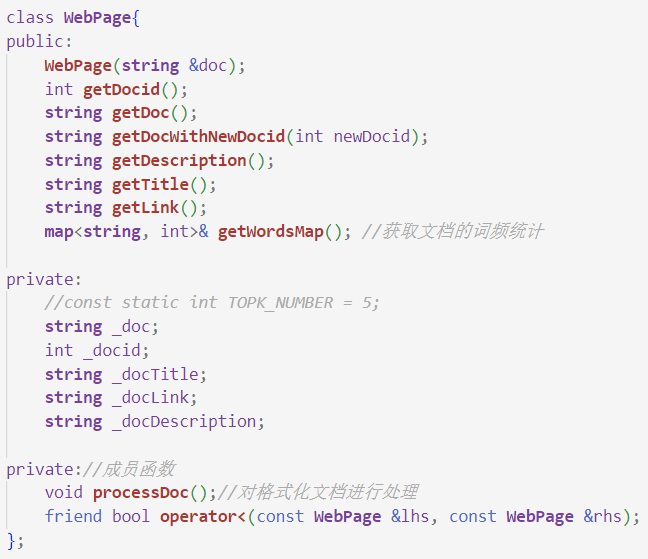 class WebPage{
public:
    WebPage(string &doc);
    int getDocid();
    string getDoc();
    string getDocWithNewDocid(int newDocid);
    string getDescription();
    string getTitle();
    string getLink();
    map<string, int>& getWordsMap(); //获取文档的词频统计

private:
    //const static int TOPK_NUMBER = 5;
    string _doc;
    int _docid;
    string _docTitle;
    string _docLink;
    string _docDescription;

private://成员函数
    void processDoc();//对格式化文档进行处理
    friend bool operator<(const WebPage &lhs, const WebPage &rhs);
};